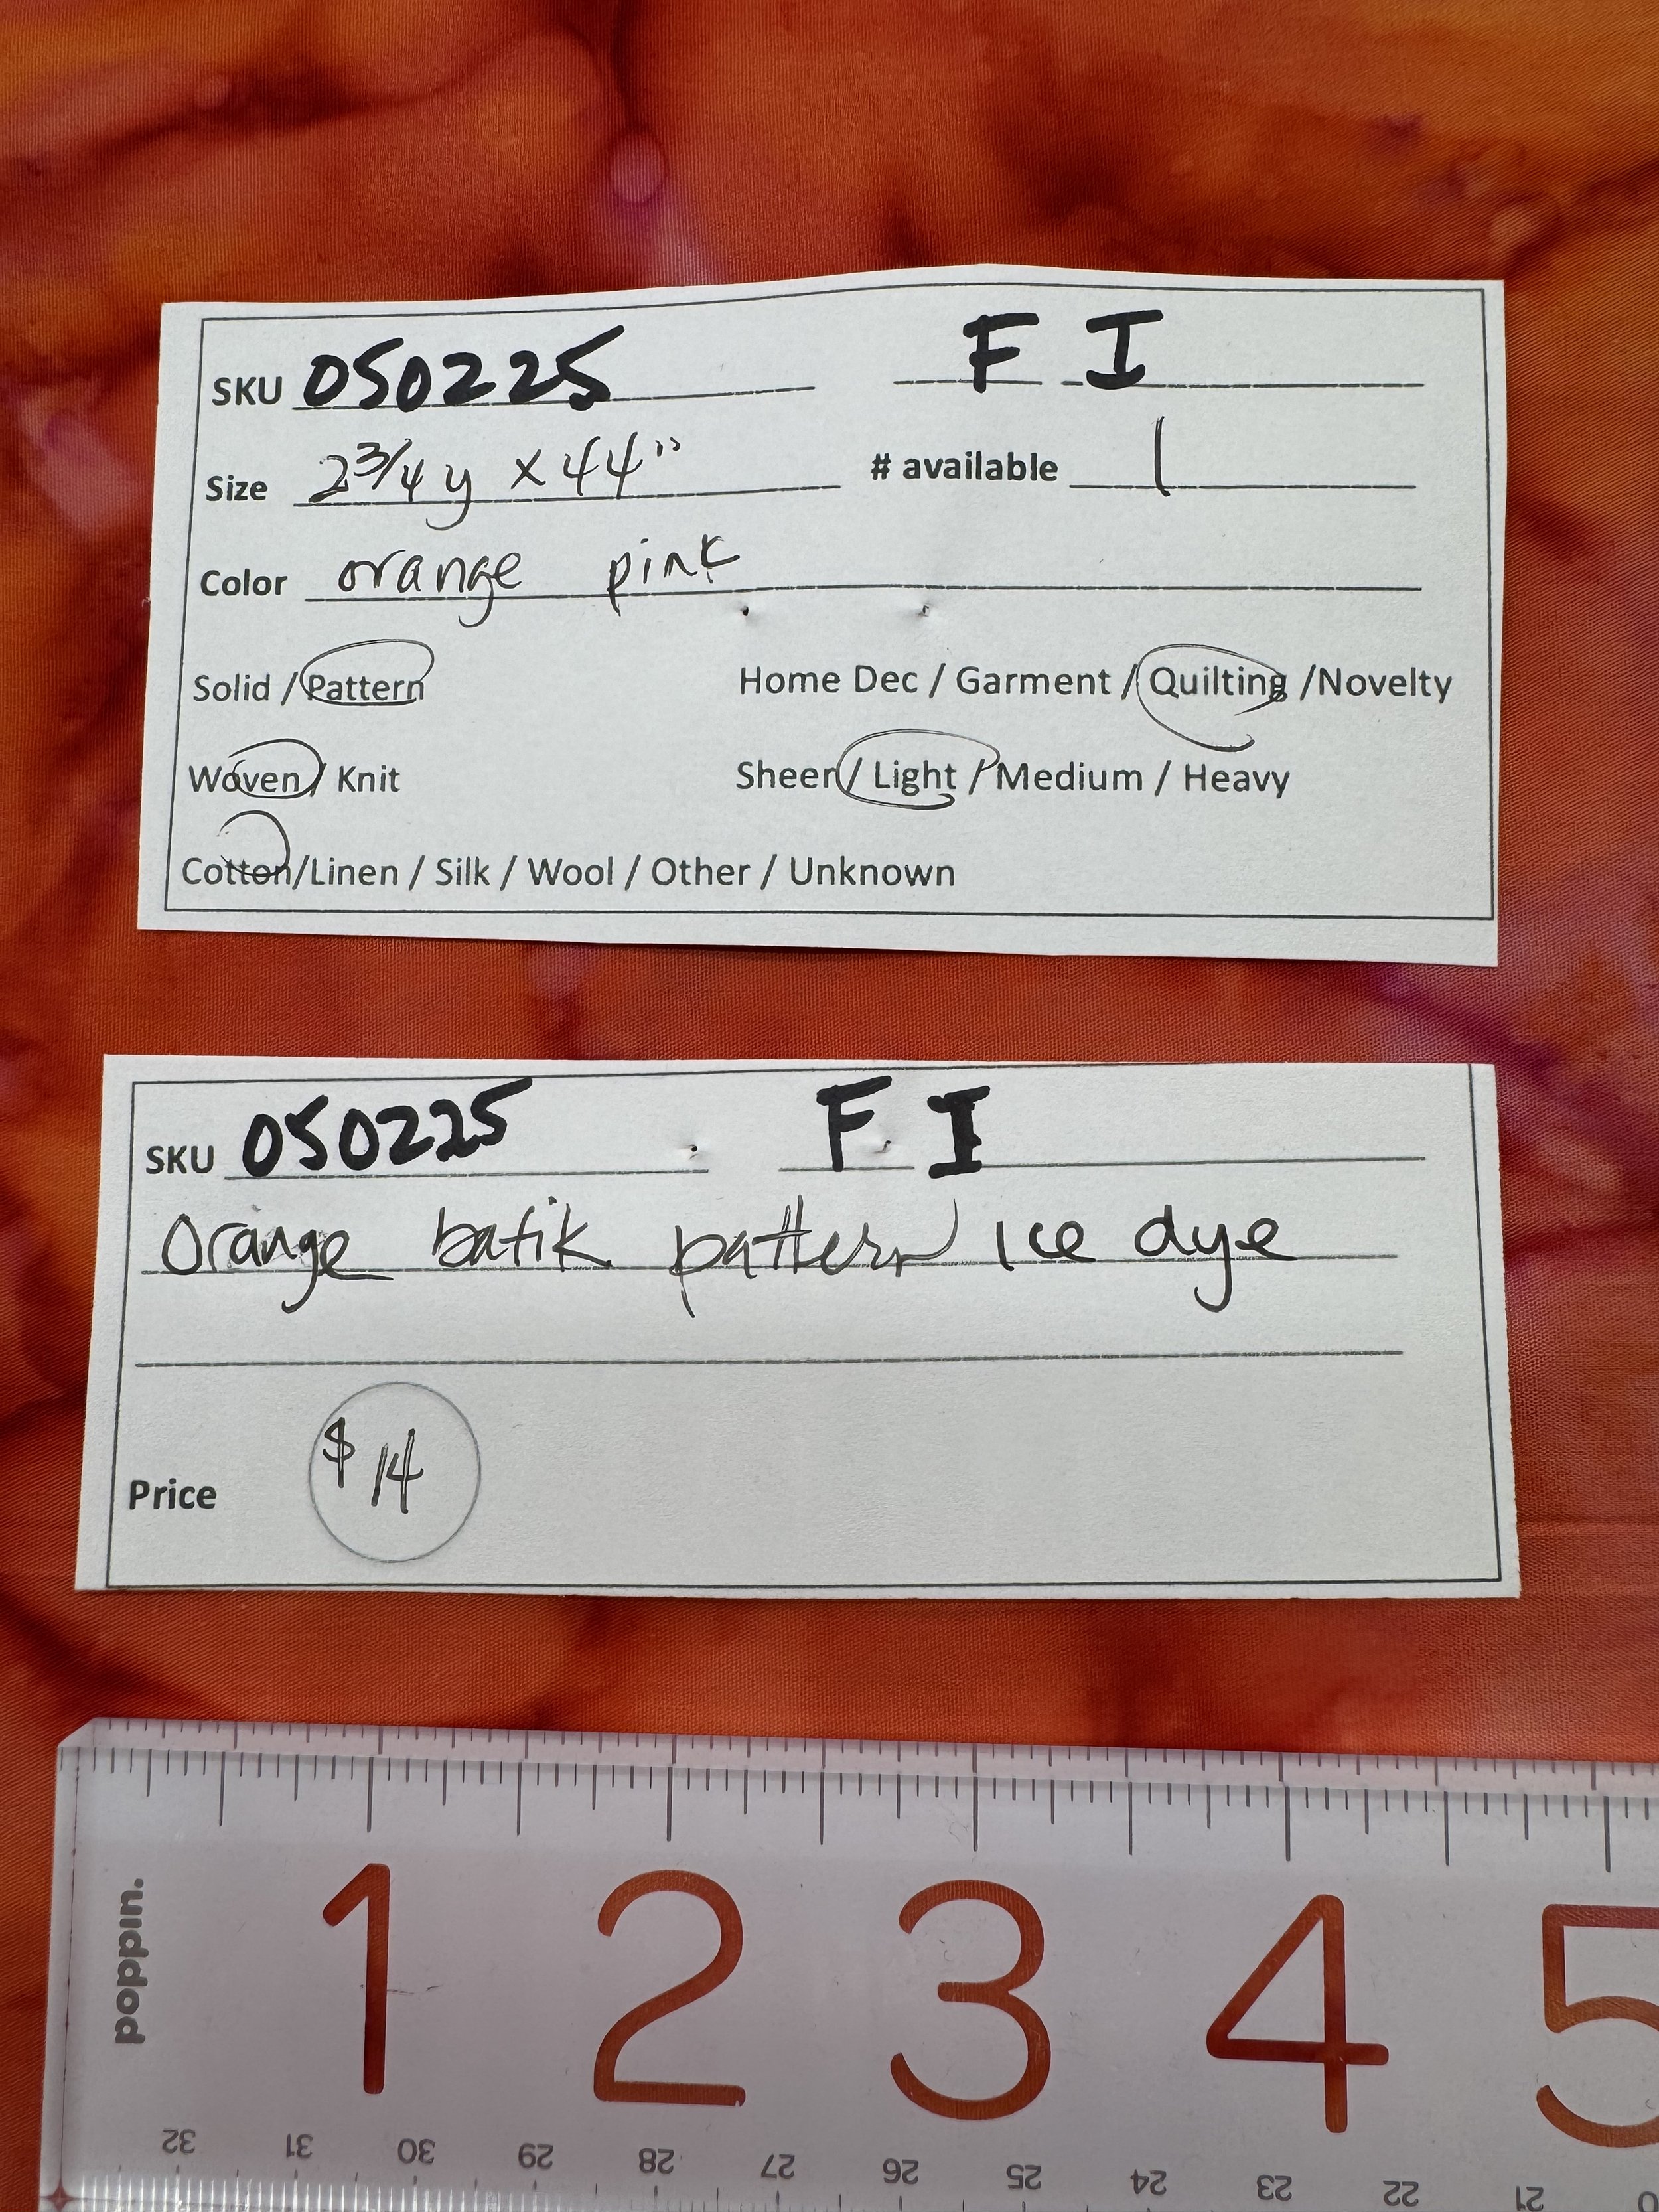 SKU 050225 F I
Size 2 3/4 y x 44" # available 1
Color orange pink
Solid / Pattern Home Dec / Garment / Quilting /Novelty
Woven / Knit Sheer / Light / Medium / Heavy
Cotton/Linen / Silk / Wool / Other / Unknown
SKU 050225 F I
Orange batik pattern ice dye
Price $14
poppin.
1 2 3 4 5
32 31 30 29 28 27 26 25 24 23 22 21